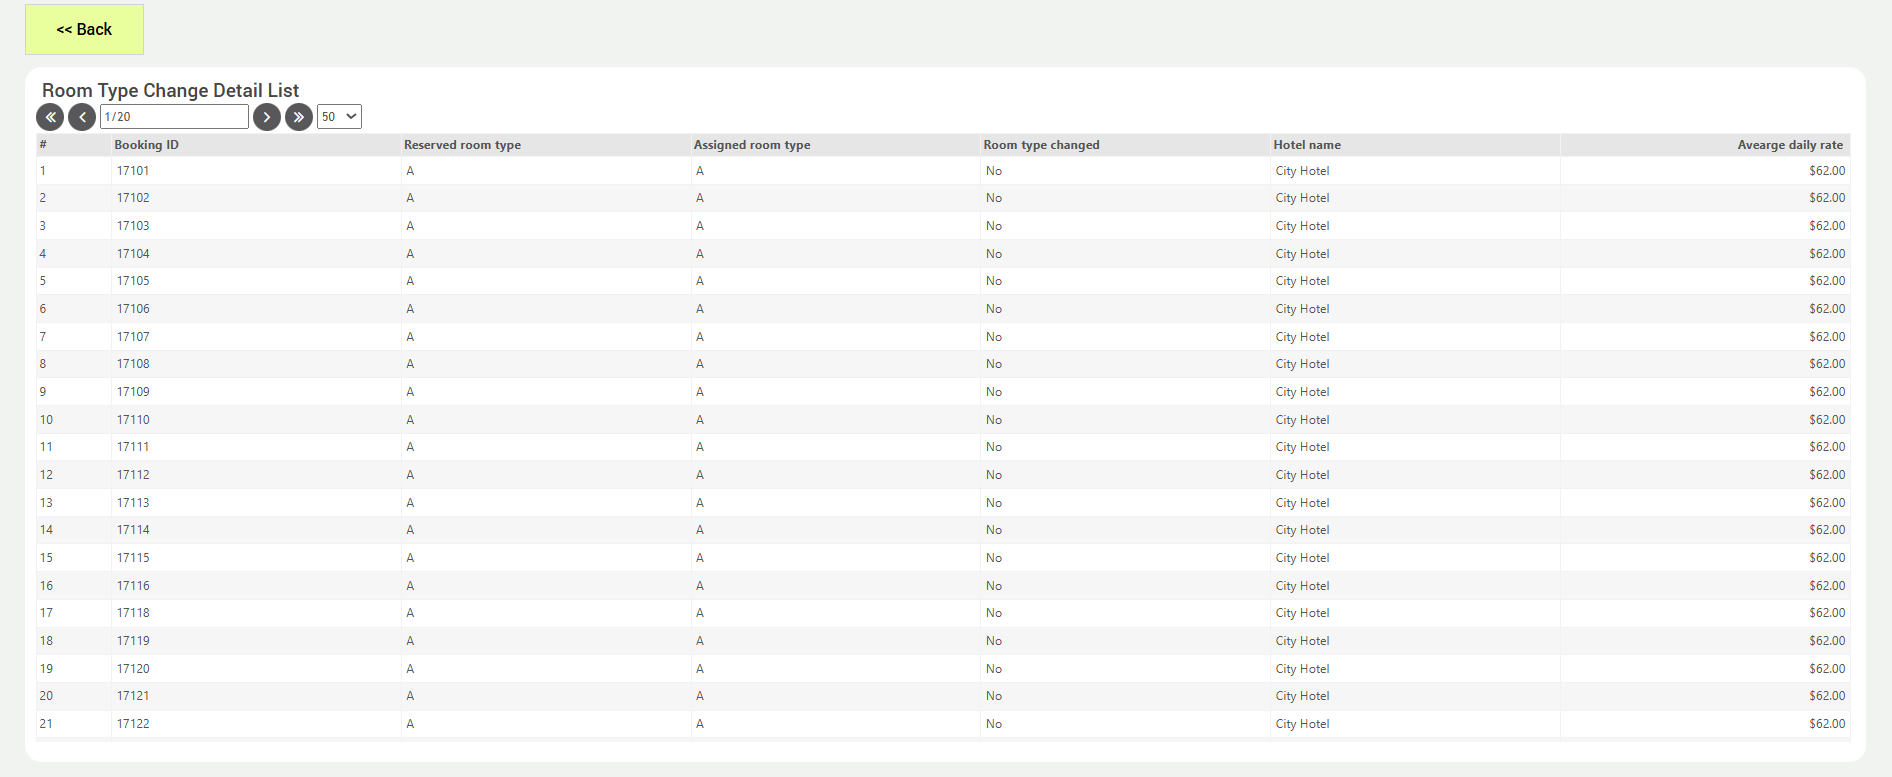 << Back
Room Type Change Detail List
1/20 50
# Booking ID Reserved room type Assigned room type Room type changed Hotel name Avearge daily rate
1 17101 A A No City Hotel $62.00
2 17102 A A No City Hotel $62.00
3 17103 A A No City Hotel $62.00
4 17104 A A No City Hotel $62.00
5 17105 A A No City Hotel $62.00
6 17106 A A No City Hotel $62.00
7 17107 A A No City Hotel $62.00
8 17108 A A No City Hotel $62.00
9 17109 A A No City Hotel $62.00
10 17110 A A No City Hotel $62.00
11 17111 A A No City Hotel $62.00
12 17112 A A No City Hotel $62.00
13 17113 A A No City Hotel $62.00
14 17114 A A No City Hotel $62.00
15 17115 A A No City Hotel $62.00
16 17116 A A No City Hotel $62.00
17 17118 A A No City Hotel $62.00
18 17119 A A No City Hotel $62.00
19 17120 A A No City Hotel $62.00
20 17121 A A No City Hotel $62.00
21 17122 A A No City Hotel $62.00